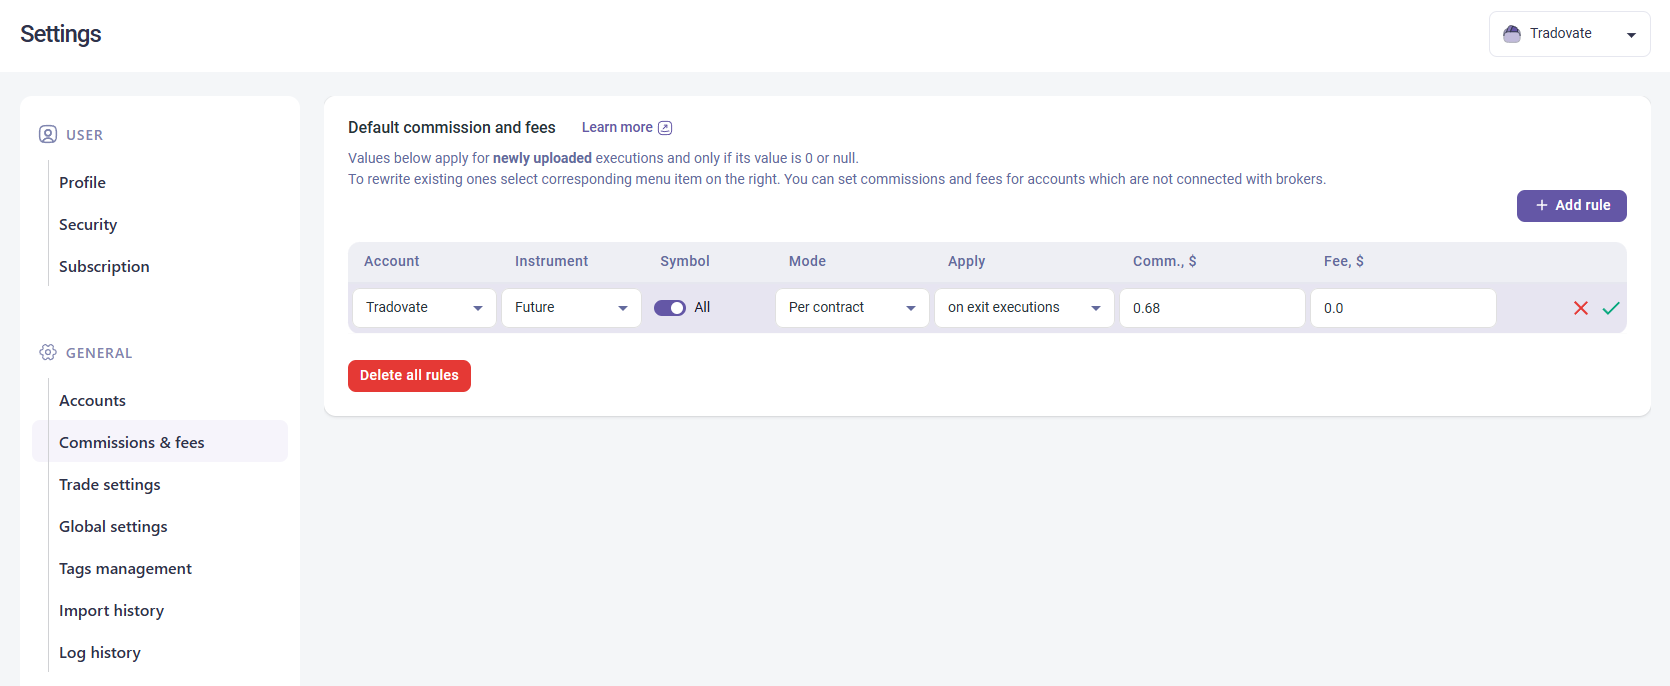 Settings
Tradovate
USER
Profile
Security
Subscription
GENERAL
Accounts
Commissions & fees
Trade settings
Global settings
Tags management
Import history
Log history
Default commission and fees Learn more
Values below apply for newly uploaded executions and only if its value is 0 or null.
To rewrite existing ones select corresponding menu item on the right. You can set commissions and fees for accounts which are not connected with brokers.
+ Add rule
Account Instrument Symbol Mode Apply Comm., $ Fee, $
Tradovate Future All Per contract on exit executions 0.68 0.0
Delete all rules